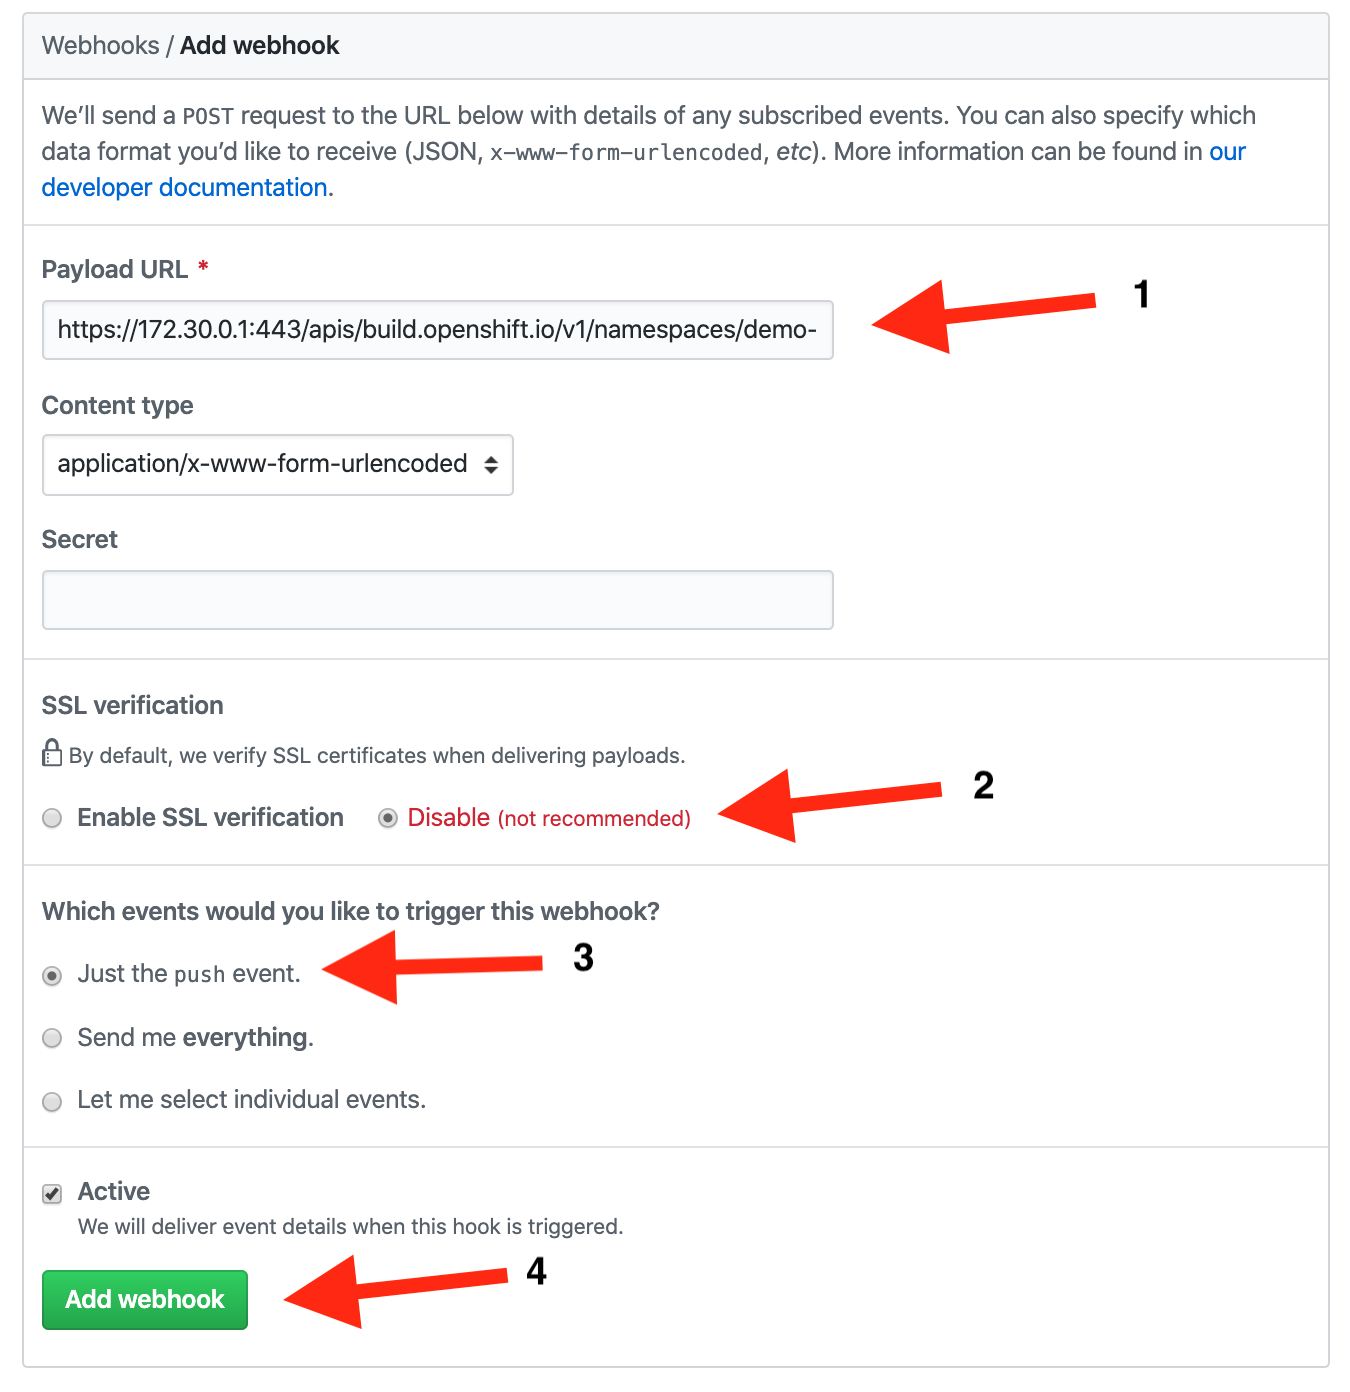 Webhooks / Add webhook
We’ll send a POST request to the URL below with details of any subscribed events. You can also specify which
data format you’d like to receive (JSON, x-www-form-urlencoded, etc). More information can be found in our
developer documentation.
Payload URL *
1
https://172.30.0.1:443/apis/build.openshift.io/v1/namespaces/demo-
Content type
application/x-www-form-urlencoded
Secret
SSL verification
By default, we verify SSL certificates when delivering payloads.
2
Enable SSL verification Disable (not recommended)
Which events would you like to trigger this webhook?
3
Just the push event.
Send me everything.
Let me select individual events.
Active
We will deliver event details when this hook is triggered.
4
Add webhook